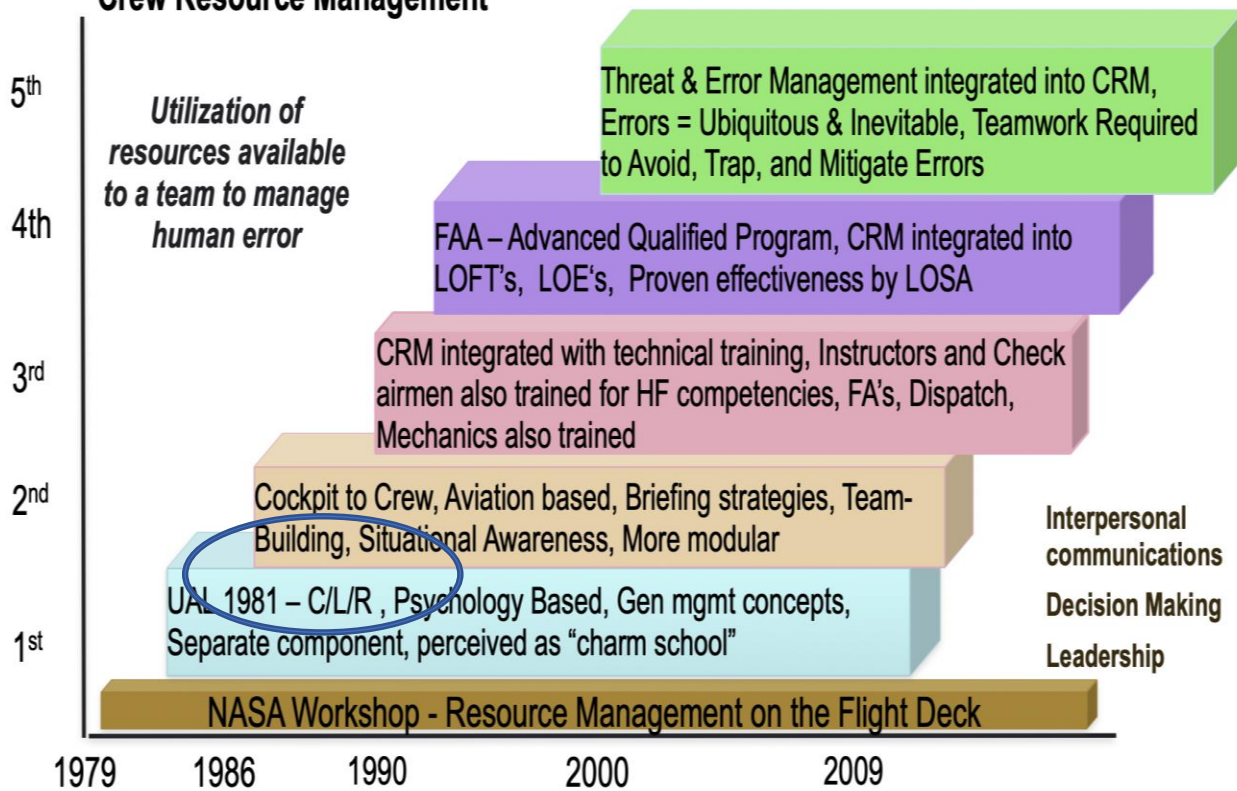 Crew Resource Management
5th
Utilization of
resources available
to a team to manage
human error
Threat & Error Management integrated into CRM,
Errors = Ubiquitous & Inevitable, Teamwork Required
to Avoid, Trap, and Mitigate Errors
4th
FAA – Advanced Qualified Program, CRM integrated into
LOFT's, LOE's, Proven effectiveness by LOSA
3rd
CRM integrated with technical training, Instructors and Check
airmen also trained for HF competencies, FA's, Dispatch,
Mechanics also trained
2nd
Cockpit to Crew, Aviation based, Briefing strategies, Team-
Building, Situational Awareness, More modular
1st
UAL 1981 – C/L/R , Psychology Based, Gen mgmt concepts,
Separate component, perceived as “charm school”
Interpersonal
communications
Decision Making
Leadership
NASA Workshop - Resource Management on the Flight Deck
1979 1986 1990 2000 2009